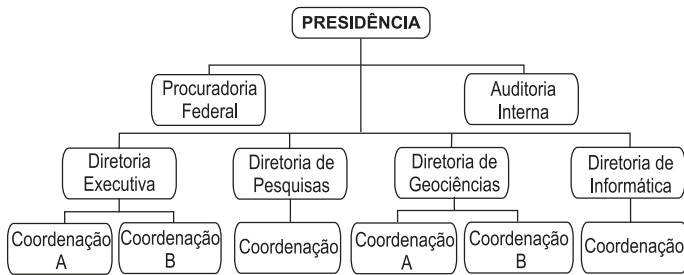 PRESIDÊNCIA
Procuradoria
Federal
Auditoria
Interna
Diretoria
Executiva
Diretoria de
Pesquisas
Diretoria de
Geociências
Diretoria de
Informática
Coordenação
A
Coordenação
B
Coordenação
Coordenação
A
Coordenação
B
Coordenação